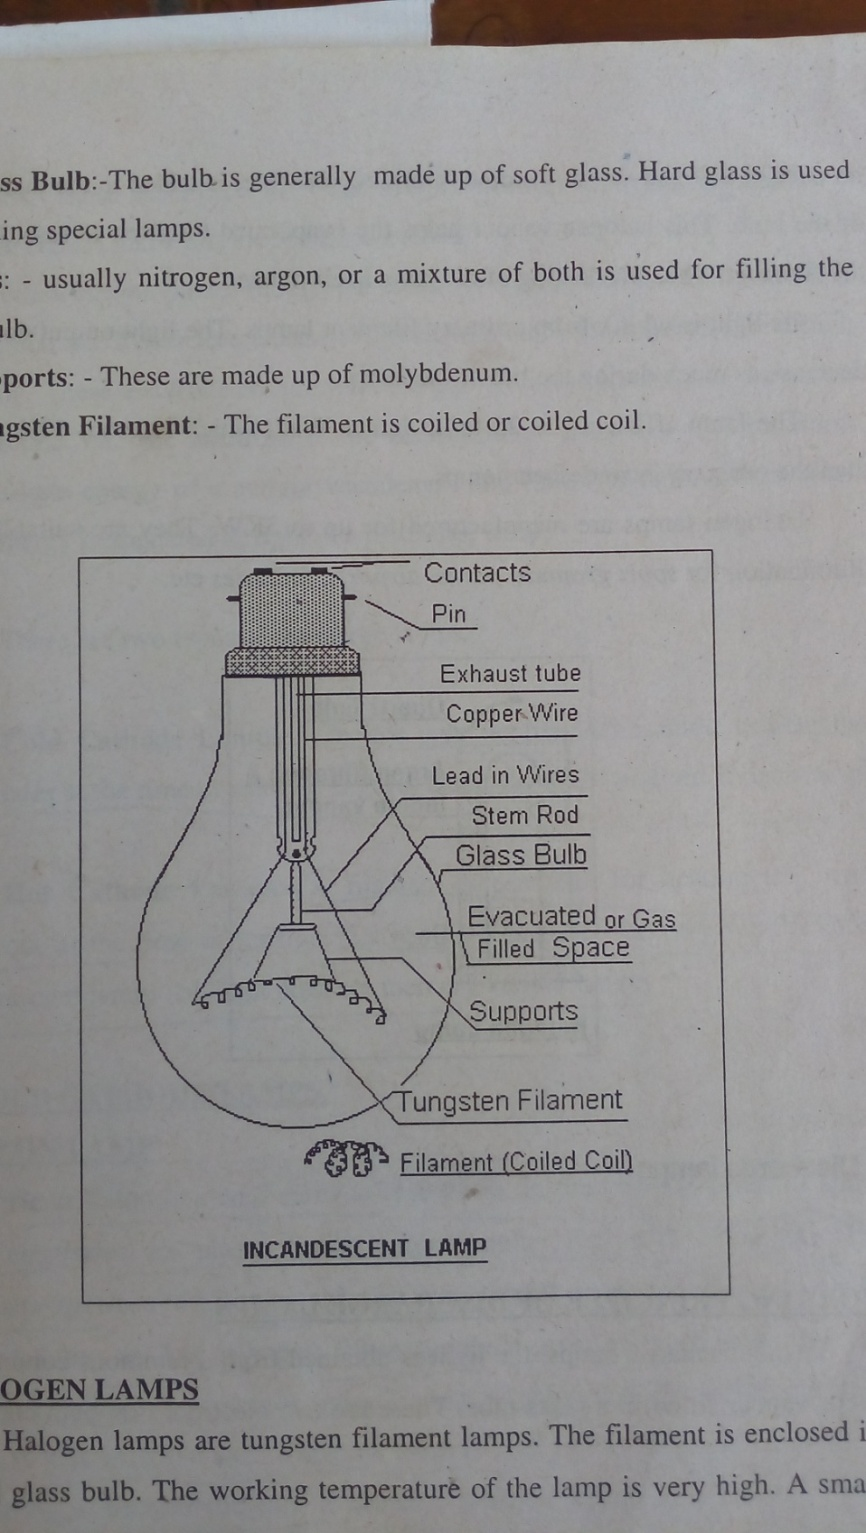 ss Bulb:-The bulb is generally made up of soft glass. Hard glass is used
ing special lamps.
s: - usually nitrogen, argon, or a mixture of both is used for filling the
ulb.
ports: - These are made up of molybdenum.
ngsten Filament: - The filament is coiled or coiled coil.
Contacts
Pin
Exhaust tube
Copper Wire
Lead in Wires
Stem Rod
Glass Bulb
Evacuated or Gas
Filled Space
Supports
Tungsten Filament
Filament (Coiled Coil)
INCANDESCENT LAMP
OGEN LAMPS
Halogen lamps are tungsten filament lamps. The filament is enclosed i
glass bulb. The working temperature of the lamp is very high. A sma